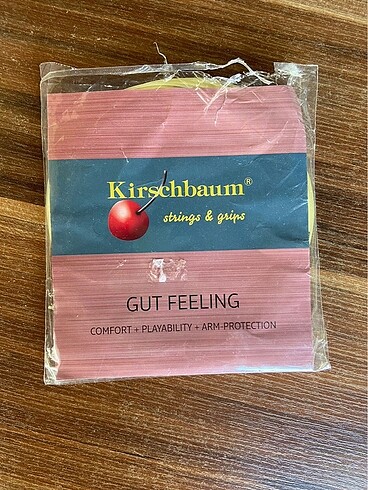 Kirschbaum®
strings & grips
GUT FEELING
COMFORT + PLAYABILITY + ARM-PROTECTION